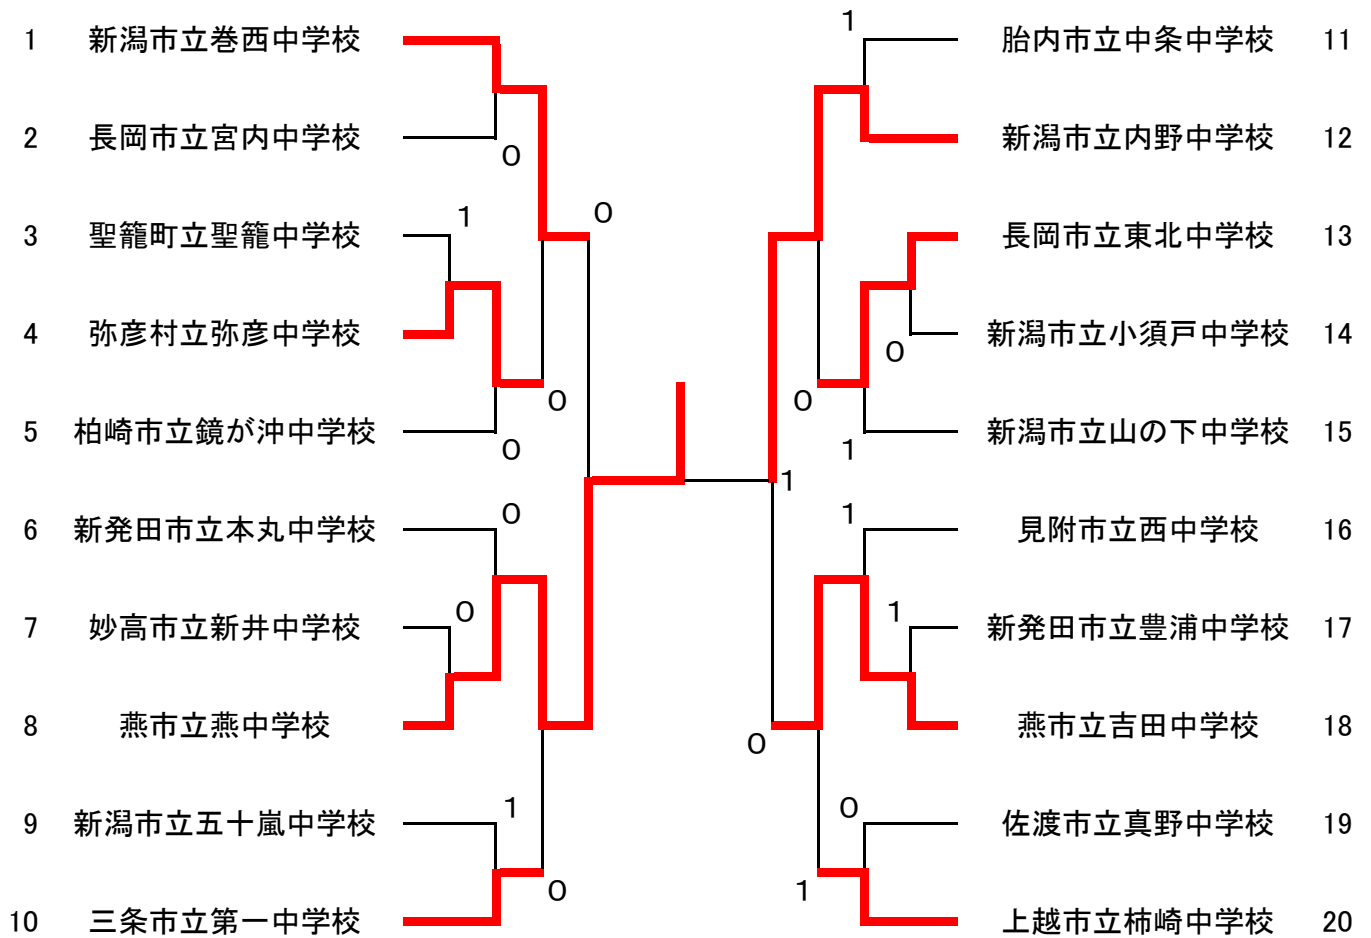 1 新潟市立巻西中学校
2 長岡市立宮内中学校
0
3 聖籠町立聖籠中学校
1
0
4 弥彦村立弥彦中学校
0
5 柏崎市立鏡が沖中学校
0
6 新発田市立本丸中学校
0
7 妙高市立新井中学校
0
8 燕市立燕中学校
9 新潟市立五十嵐中学校
1
0
10 三条市立第一中学校
1
胎内市立中条中学校 11
新潟市立内野中学校 12
長岡市立東北中学校 13
新潟市立小須戸中学校 14
0
0
新潟市立山の下中学校 15
1
1
見附市立西中学校 16
1
新発田市立豊浦中学校 17
1
燕市立吉田中学校 18
0
佐渡市立真野中学校 19
0
1
上越市立柿崎中学校 20